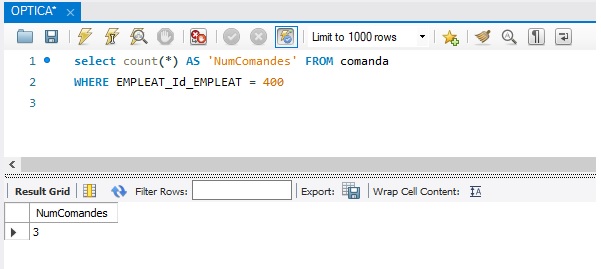 OPTICA* ×
Limit to 1000 rows
1 select count(*) AS 'NumComandes' FROM comanda
2 WHERE EMPLEAT_Id_EMPLEAT = 400
3
Result Grid Filter Rows: Export: Wrap Cell Content:
NumComandes
3